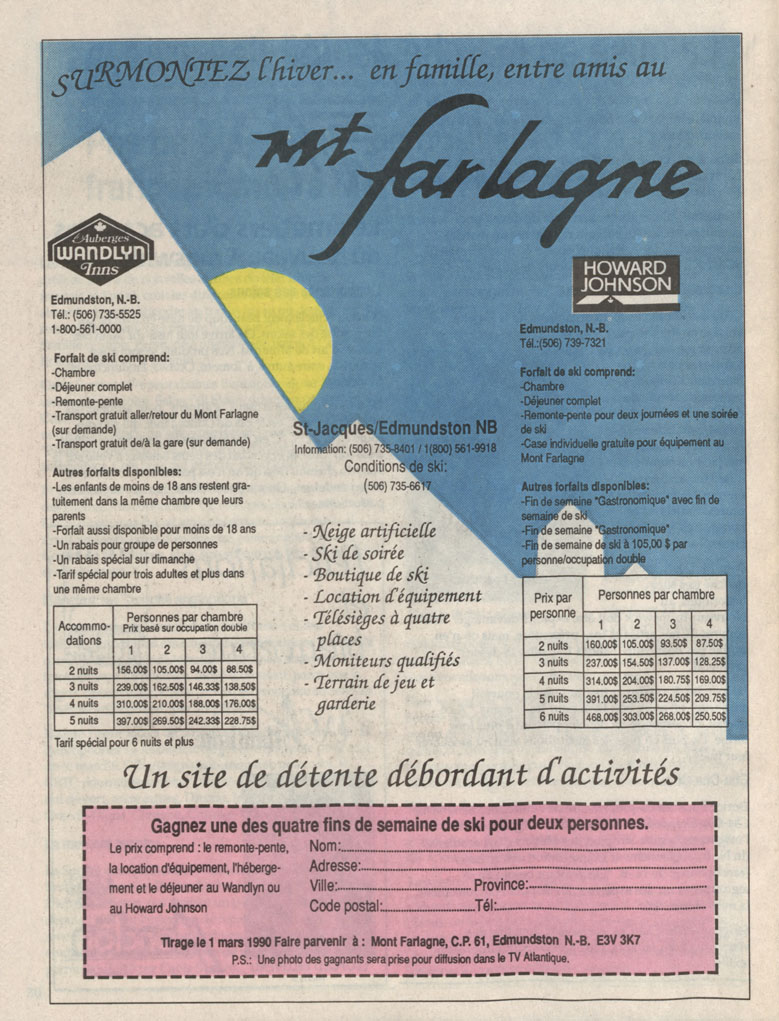 SURMONTEZ l'hiver... en famille, entre amis au
Mt farlagne
Auberges
WANDLYN
Inns
Edmundston, N.-B.
Tél.: (506) 735-5525
1-800-561-0000
Forfait de ski comprend:
-Chambre
-Déjeuner complet
-Remonte-pente
-Transport gratuit aller/retour du Mont Farlagne
(sur demande)
-Transport gratuit de/à la gare (sur demande)
Autres forfaits disponibles:
-Les enfants de moins de 18 ans restent gra-
tuitement dans la même chambre que leurs
parents
-Forfait aussi disponible pour moins de 18 ans
-Un rabais pour groupe de personnes
-Un rabais spécial sur dimanche
-Tarif spécial pour trois adultes et plus dans
une même chambre
Accommo-
dations
Personnes par chambre
Prix basé sur occupation double
1 2 3 4
2 nuits 156.00$ 105.00$ 94.00$ 88.50$
3 nuits 239.00$ 162.50$ 146.33$ 138.50$
4 nuits 310.00$ 210.00$ 188.00$ 176.00$
5 nuits 397.00$ 269.50$ 242.33$ 228.75$
Tarif spécial pour 6 nuits et plus
St-Jacques/Edmundston NB
Information: (506) 735-8401 / 1(800) 561-9918
Conditions de ski:
(506) 735-6617
- Neige artificielle
- Ski de soirée
- Boutique de ski
- Location d'équipement
- Télésièges à quatre
places
- Moniteurs qualifiés
- Terrain de jeu et
garderie
HOWARD
JOHNSON
Edmundston, N.-B.
Tél.:(506) 739-7321
Forfait de ski comprend:
-Chambre
-Déjeuner complet
-Remonte-pente pour deux journées et une soirée
de ski
-Case individuelle gratuite pour équipement au
Mont Farlagne
Autres forfaits disponibles:
-Fin de semaine "Gastronomique" avec fin de
semaine de ski
-Fin de semaine "Gastronomique"
-Fin de semaine de ski à 105,00 $ par
personne/occupation double
Prix par
personne
Personnes par chambre
1 2 3 4
2 nuits 160.00$ 105.00$ 93.50$ 87.50$
3 nuits 237.00$ 154.50$ 137.00$ 128.25$
4 nuits 314.00$ 204.00$ 180.75$ 169.00$
5 nuits 391.00$ 253.50$ 224.50$ 209.75$
6 nuits 468.00$ 303.00$ 268.00$ 250.50$
Un site de détente débordant d'activités
Gagnez une des quatre fins de semaine de ski pour deux personnes.
Le prix comprend : le remonte-pente,
la location d'équipement, l'héberge-
ment et le déjeuner au Wandlyn ou
au Howard Johnson
Nom:
Adresse:
Ville: Province:
Code postal: Tél:
Tirage le 1 mars 1990 Faire parvenir à : Mont Farlagne, C.P. 61, Edmundston N.-B. E3V 3K7
P.S.: Une photo des gagnants sera prise pour diffusion dans le TV Atlantique.